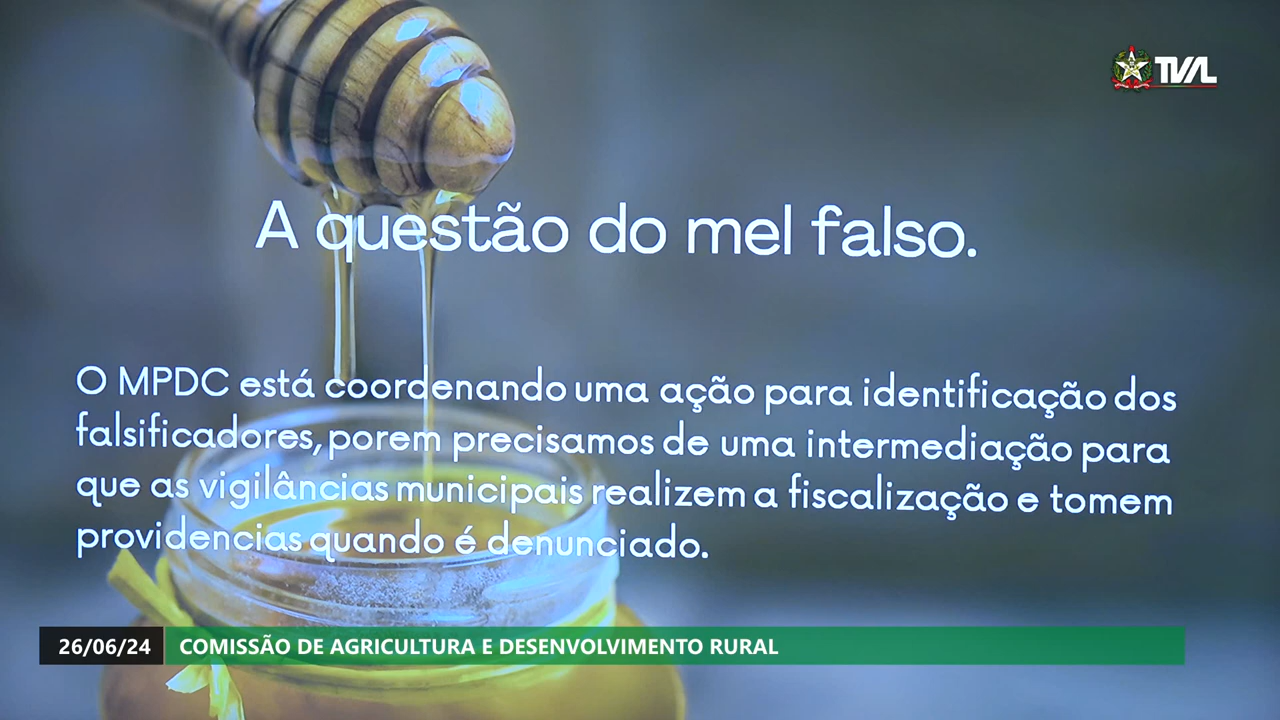 TVAL
A questão do mel falso.
O MPDC está coordenando uma ação para identificação dos
falsificadores, porem precisamos de uma intermediação para
que as vigilâncias municipais realizem a fiscalização e tomem
providencias quando é denunciado.
26/06/24 COMISSÃO DE AGRICULTURA E DESENVOLVIMENTO RURAL